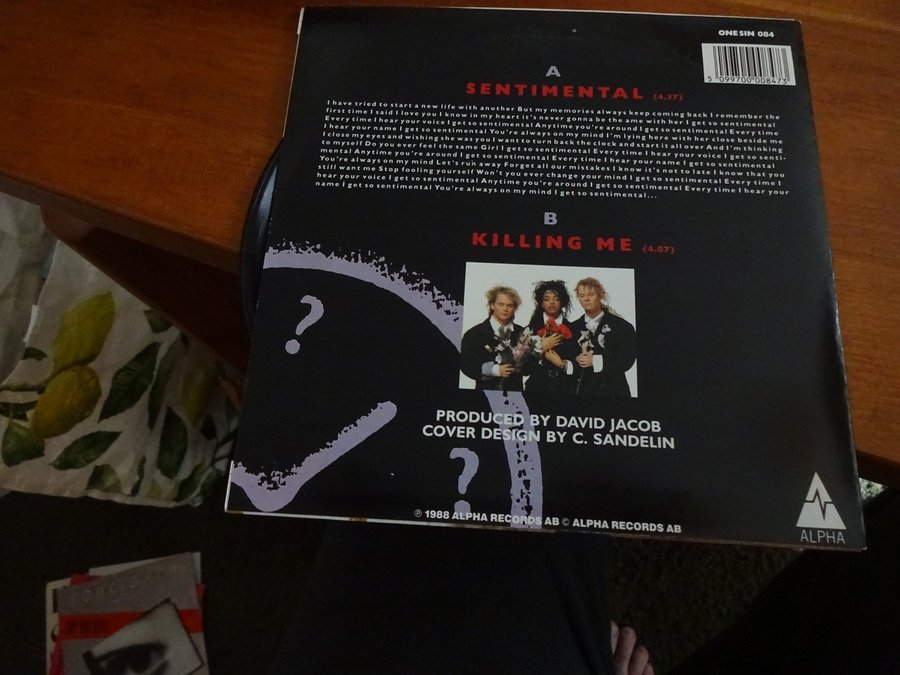 ONESIN 084
5 099700 008473
A
SENTIMENTAL (4.37)
I have tried to start a new life with another But my memories always keep coming back I remember the
first time I said I love you I know in my heart it's never gonna be the ame with her I get so sentimental
Every time I hear your voice I get so sentimental Anytime you're around I get so sentimental Every time
I hear your name I get so sentimental You're always on my mind I'm lying here with her close beside me
I close my eyes and wishing she was you I want to turn back the clock and start it all over And I'm thinking
to myself Do you ever feel the same Girl I get so sentimental Every time I hear your voice I get so senti-
mental Anytime you're around I get so sentimental Every time I hear your name I get so sentimental
You're always on my mind Let's run away Forget all our mistakes I know it's not to late I know that you
still want me Stop fooling yourself Won't you ever change your mind I get so sentimental Every time I
hear your voice I get so sentimental Anytime you're around I get so sentimental Every time I hear your
name I get so sentimental You're always on my mind I get so sentimental...
B
KILLING ME (4.07)
?
PRODUCED BY DAVID JACOB
COVER DESIGN BY C. SANDELIN
?
℗ 1988 ALPHA RECORDS AB © ALPHA RECORDS AB
ALPHA